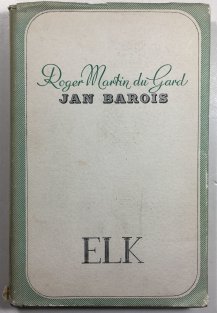 Roger Martin du Gard
JAN BAROIS
ELK